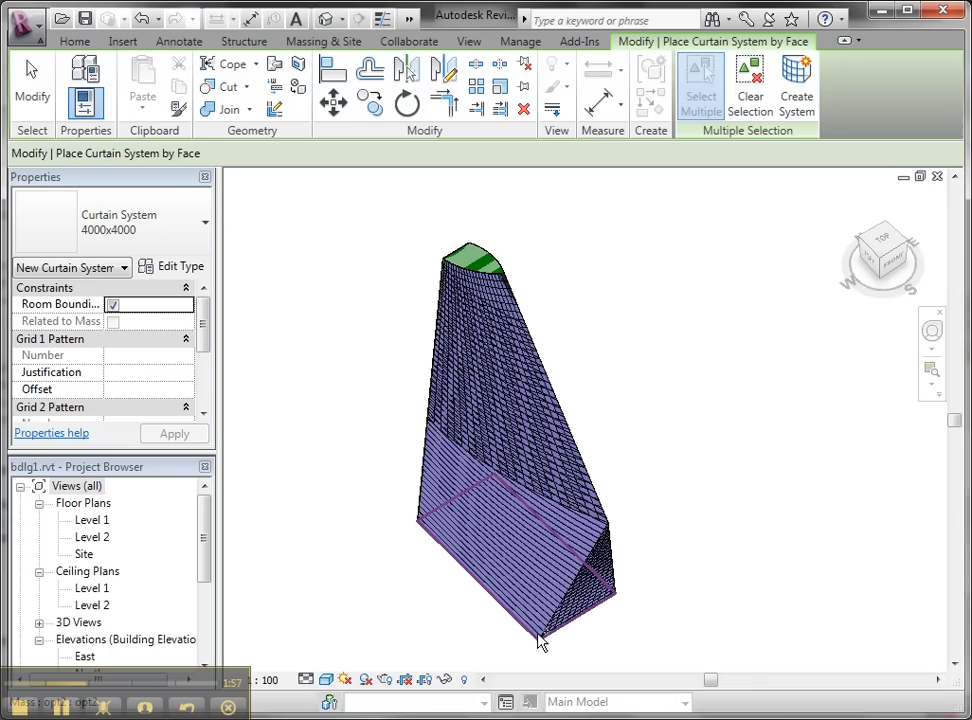 Autodesk Revi...
Type a keyword or phrase
Home Insert Annotate Structure Massing & Site Collaborate View Manage Add-Ins Modify | Place Curtain System by Face
Modify
Paste
Cope
Cut
Join
Select Multiple
Clear Selection
Create System
Select Properties Clipboard Geometry Modify View Measure Create Multiple Selection
Modify | Place Curtain System by Face
Properties
Curtain System
4000x4000
New Curtain System
Edit Type
Constraints
Room Boundi...
Related to Mass
Grid 1 Pattern
Number
Justification
Offset
Grid 2 Pattern
Properties help
Apply
bdlg1.rvt - Project Browser
Views (all)
Floor Plans
Level 1
Level 2
Site
Ceiling Plans
Level 1
Level 2
3D Views
Elevations (Building Elevatio
East
TOP
FRONT
W
S
E
1:57
: 100
Mass : opt2 : opt2
Main Model